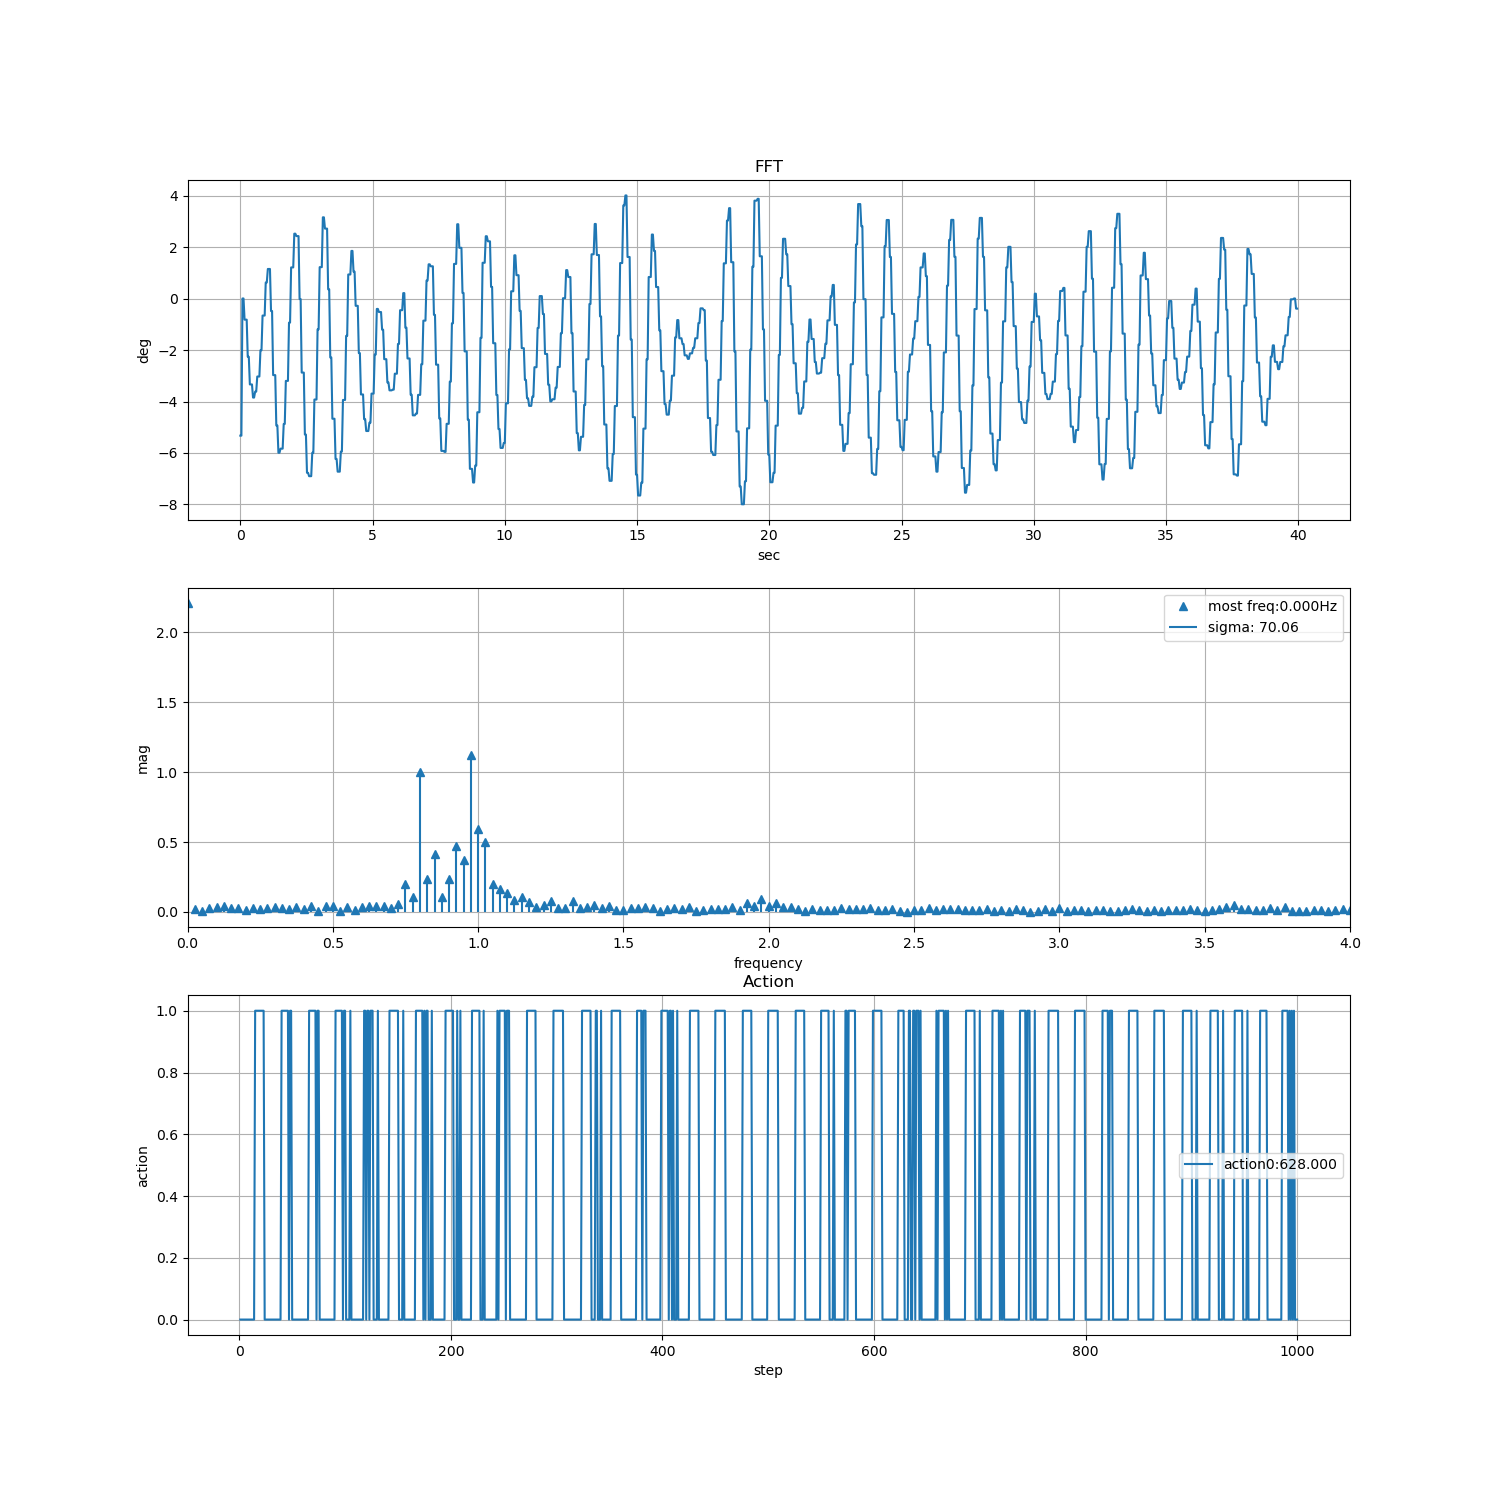 FFT
4
2
0
−2
−4
−6
−8
deg
0 5 10 15 20 25 30 35 40
sec
2.0
1.5
1.0
0.5
0.0
mag
most freq:0.000Hz
sigma: 70.06
0.0 0.5 1.0 1.5 2.0 2.5 3.0 3.5 4.0
frequency
Action
1.0
0.8
0.6
0.4
0.2
0.0
action
action0:628.000
0 200 400 600 800 1000
step